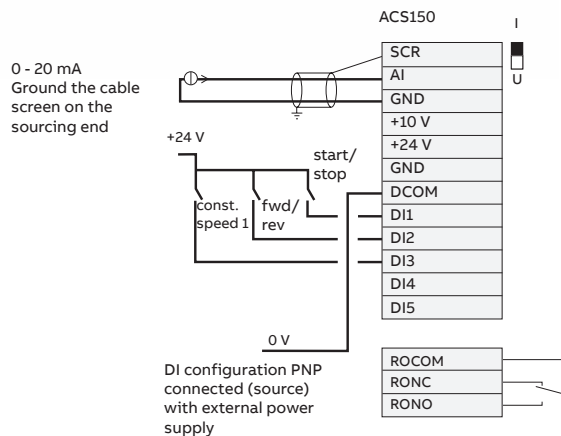 ACS150
I
U
0 - 20 mA
Ground the cable
screen on the
sourcing end
SCR
AI
GND
+10 V
+24 V
GND
DCOM
DI1
DI2
DI3
DI4
DI5
+24 V
start/
stop
const.
speed 1
fwd/
rev
0 V
DI configuration PNP
connected (source)
with external power
supply
ROCOM
RONC
RONO